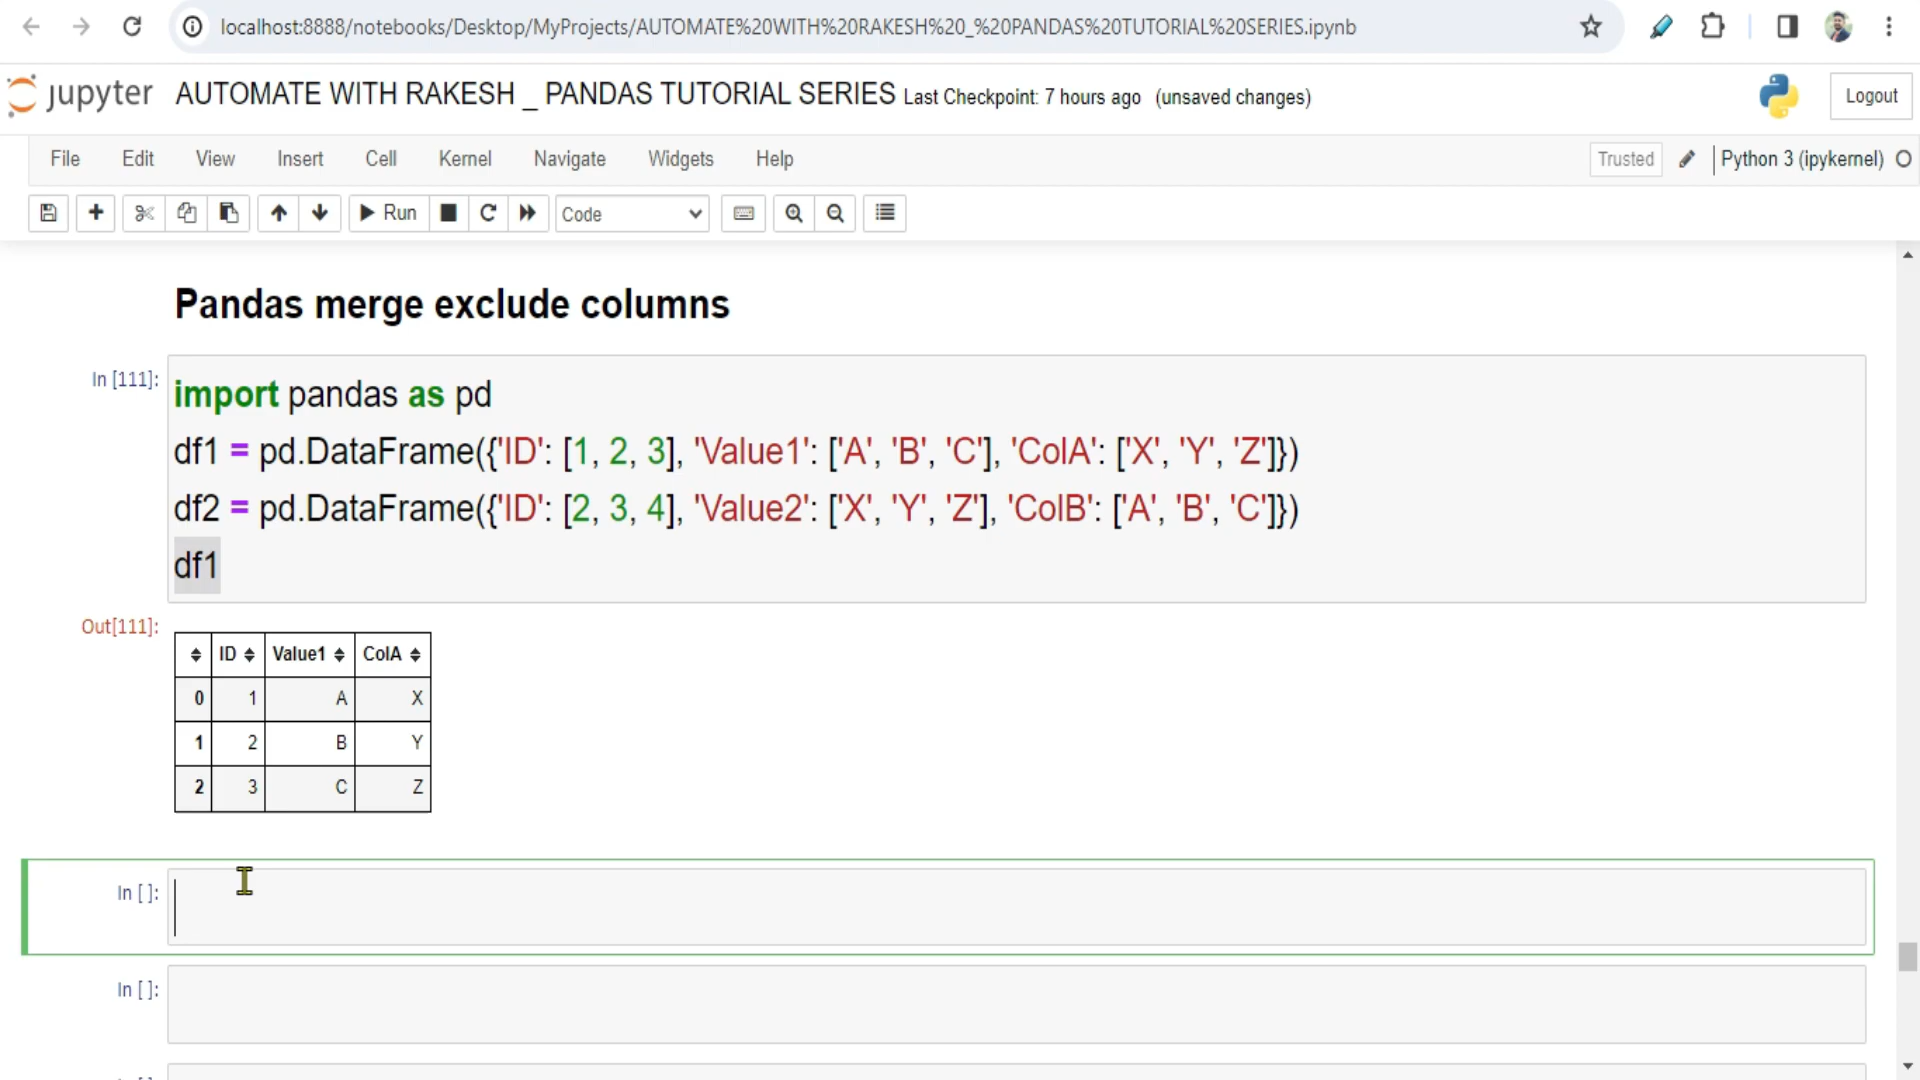 localhost:8888/notebooks/Desktop/MyProjects/AUTOMATE%20WITH%20RAKESH%20_%20PANDAS%20TUTORIAL%20SERIES.ipynb
jupyter AUTOMATE WITH RAKESH _ PANDAS TUTORIAL SERIES Last Checkpoint: 7 hours ago (unsaved changes) Logout
File Edit View Insert Cell Kernel Navigate Widgets Help Trusted Python 3 (ipykernel)
Run Code
Pandas merge exclude columns
In [111]: import pandas as pd
df1 = pd.DataFrame({'ID': [1, 2, 3], 'Value1': ['A', 'B', 'C'], 'ColA': ['X', 'Y', 'Z']})
df2 = pd.DataFrame({'ID': [2, 3, 4], 'Value2': ['X', 'Y', 'Z'], 'ColB': ['A', 'B', 'C']})
df1
Out[111]:
ID Value1 ColA
0 1 A X
1 2 B Y
2 3 C Z
In [ ]:
In [ ]: